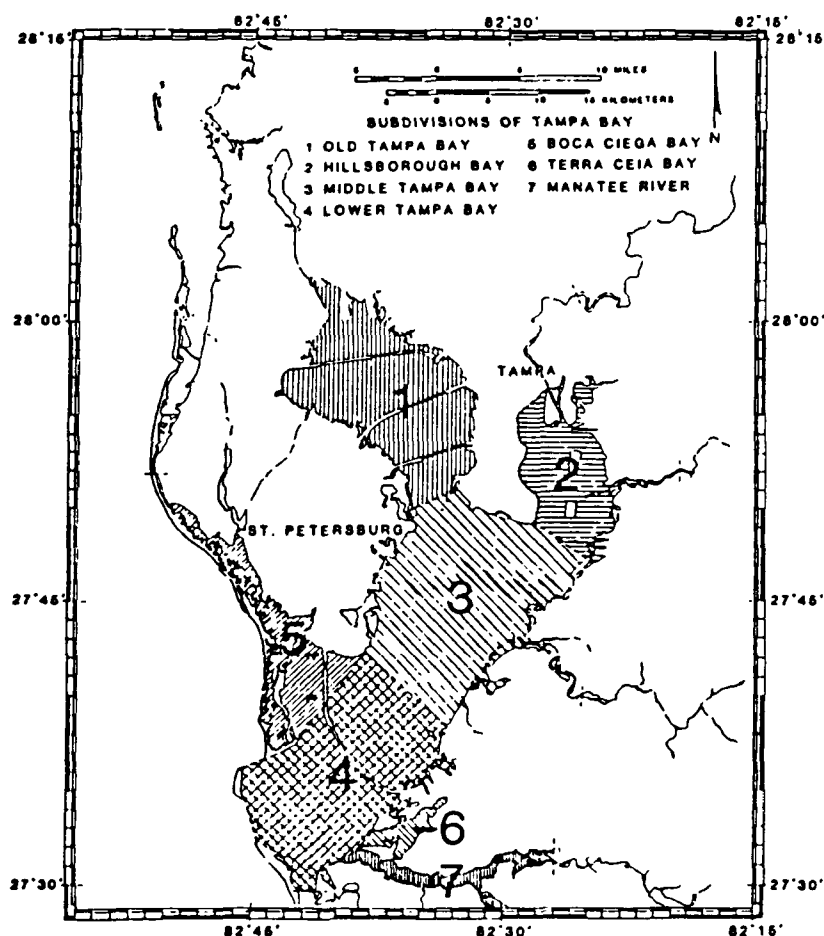 82°45' 82°30' 82°15'
28°15' 28°15'
10 MILES
KILOMETERS
SUBDIVISIONS OF TAMPA BAY
N
1 OLD TAMPA BAY 5 BOCA CIEGA BAY
2 HILLSBOROUGH BAY 6 TERRA CEIA BAY
3 MIDDLE TAMPA BAY 7 MANATEE RIVER
4 LOWER TAMPA BAY
28°00' 28°00'
TAMPA
1
2
ST. PETERSBURG
27°45' 27°45'
3
5
4
6
7
27°30' 27°30'
82°45' 82°30' 82°15'